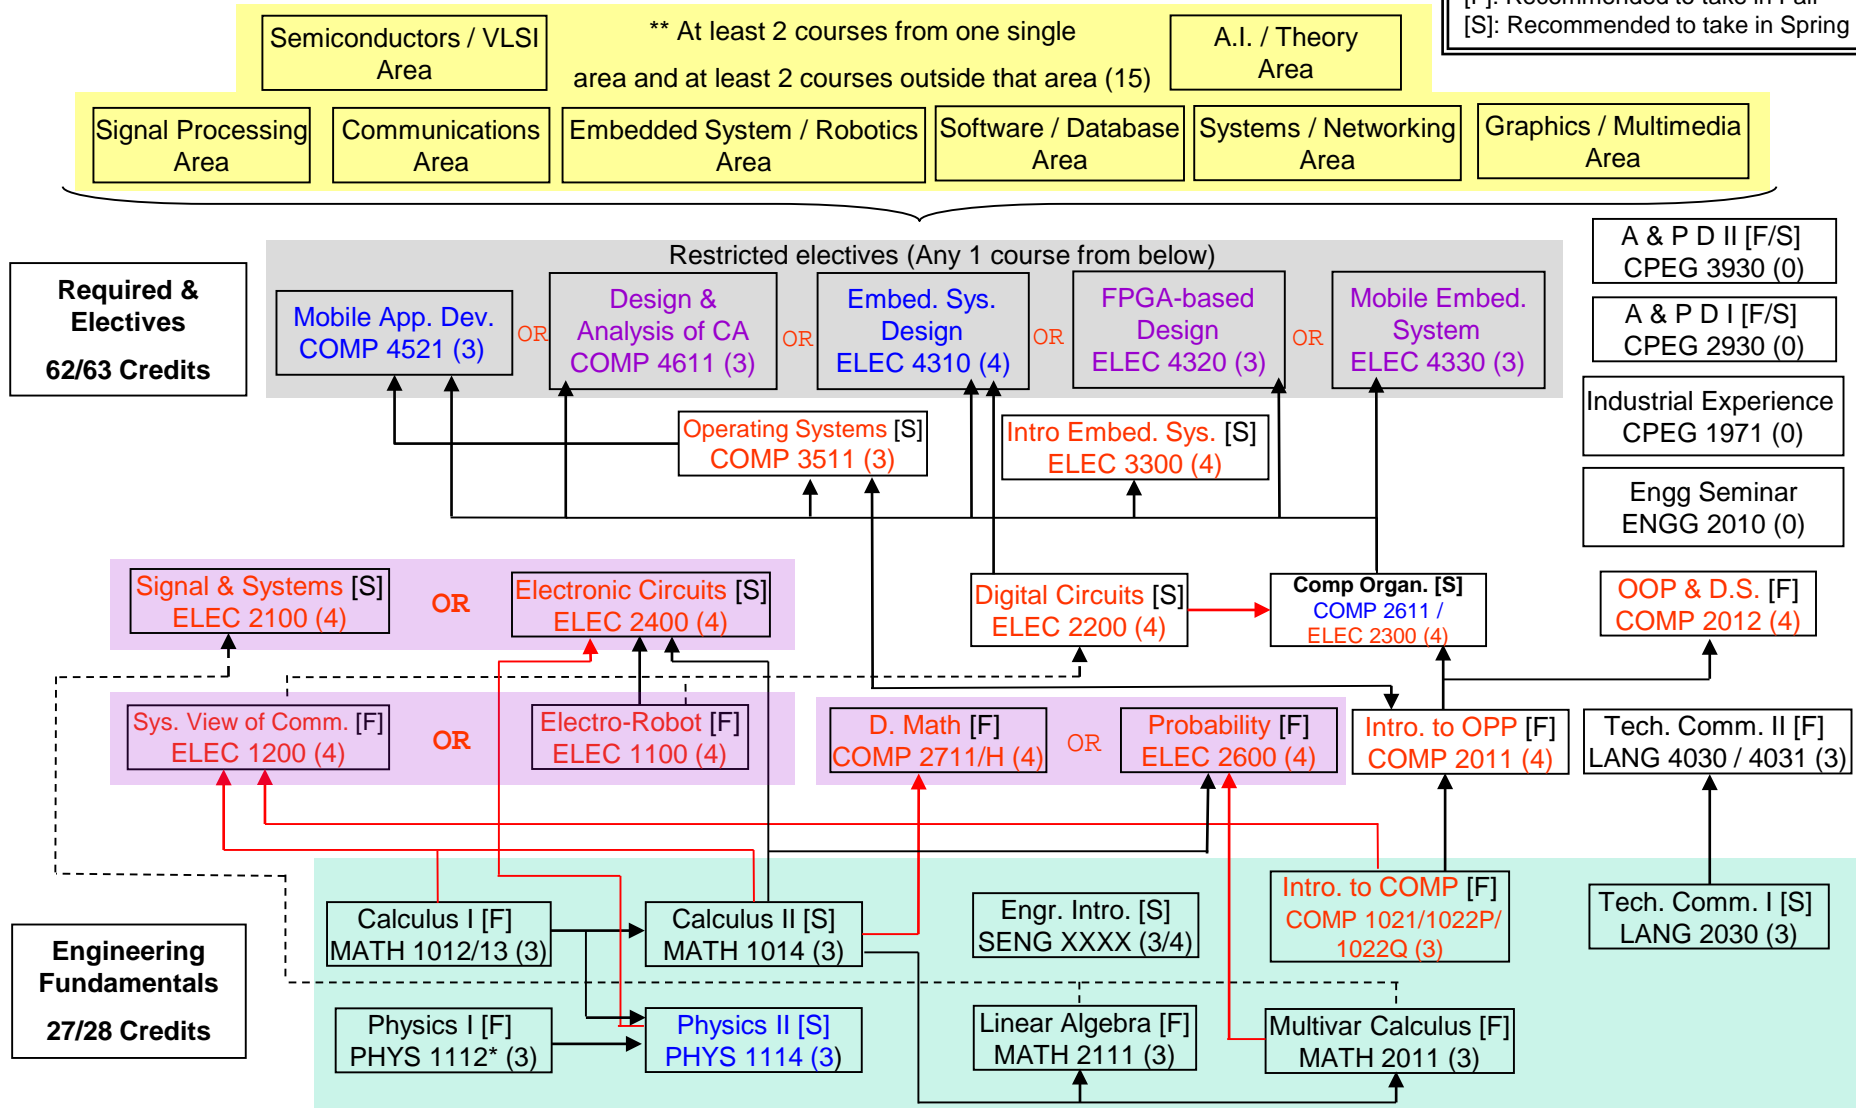 [F]: Recommended to take in Fall
[S]: Recommended to take in Spring
Semiconductors / VLSI
Area
** At least 2 courses from one single
area and at least 2 courses outside that area (15)
A.I. / Theory
Area
Signal Processing
Area
Communications
Area
Embedded System / Robotics
Area
Software / Database
Area
Systems / Networking
Area
Graphics / Multimedia
Area
Required &
Electives
62/63 Credits
Restricted electives (Any 1 course from below)
Mobile App. Dev.
COMP 4521 (3)
OR
Design &
Analysis of CA
COMP 4611 (3)
OR
Embed. Sys.
Design
ELEC 4310 (4)
OR
FPGA-based
Design
ELEC 4320 (3)
OR
Mobile Embed.
System
ELEC 4330 (3)
A & P D II [F/S]
CPEG 3930 (0)
A & P D I [F/S]
CPEG 2930 (0)
Industrial Experience
CPEG 1971 (0)
Engg Seminar
ENGG 2010 (0)
Operating Systems [S]
COMP 3511 (3)
Intro Embed. Sys. [S]
ELEC 3300 (4)
Signal & Systems [S]
ELEC 2100 (4)
OR
Electronic Circuits [S]
ELEC 2400 (4)
Digital Circuits [S]
ELEC 2200 (4)
Comp Organ. [S]
COMP 2611 /
ELEC 2300 (4)
OOP & D.S. [F]
COMP 2012 (4)
Sys. View of Comm. [F]
ELEC 1200 (4)
OR
Electro-Robot [F]
ELEC 1100 (4)
D. Math [F]
COMP 2711/H (4)
OR
Probability [F]
ELEC 2600 (4)
Intro. to OPP [F]
COMP 2011 (4)
Tech. Comm. II [F]
LANG 4030 / 4031 (3)
Engineering
Fundamentals
27/28 Credits
Calculus I [F]
MATH 1012/13 (3)
Calculus II [S]
MATH 1014 (3)
Engr. Intro. [S]
SENG XXXX (3/4)
Intro. to COMP [F]
COMP 1021/1022P/
1022Q (3)
Tech. Comm. I [S]
LANG 2030 (3)
Physics I [F]
PHYS 1112* (3)
Physics II [S]
PHYS 1114 (3)
Linear Algebra [F]
MATH 2111 (3)
Multivar Calculus [F]
MATH 2011 (3)